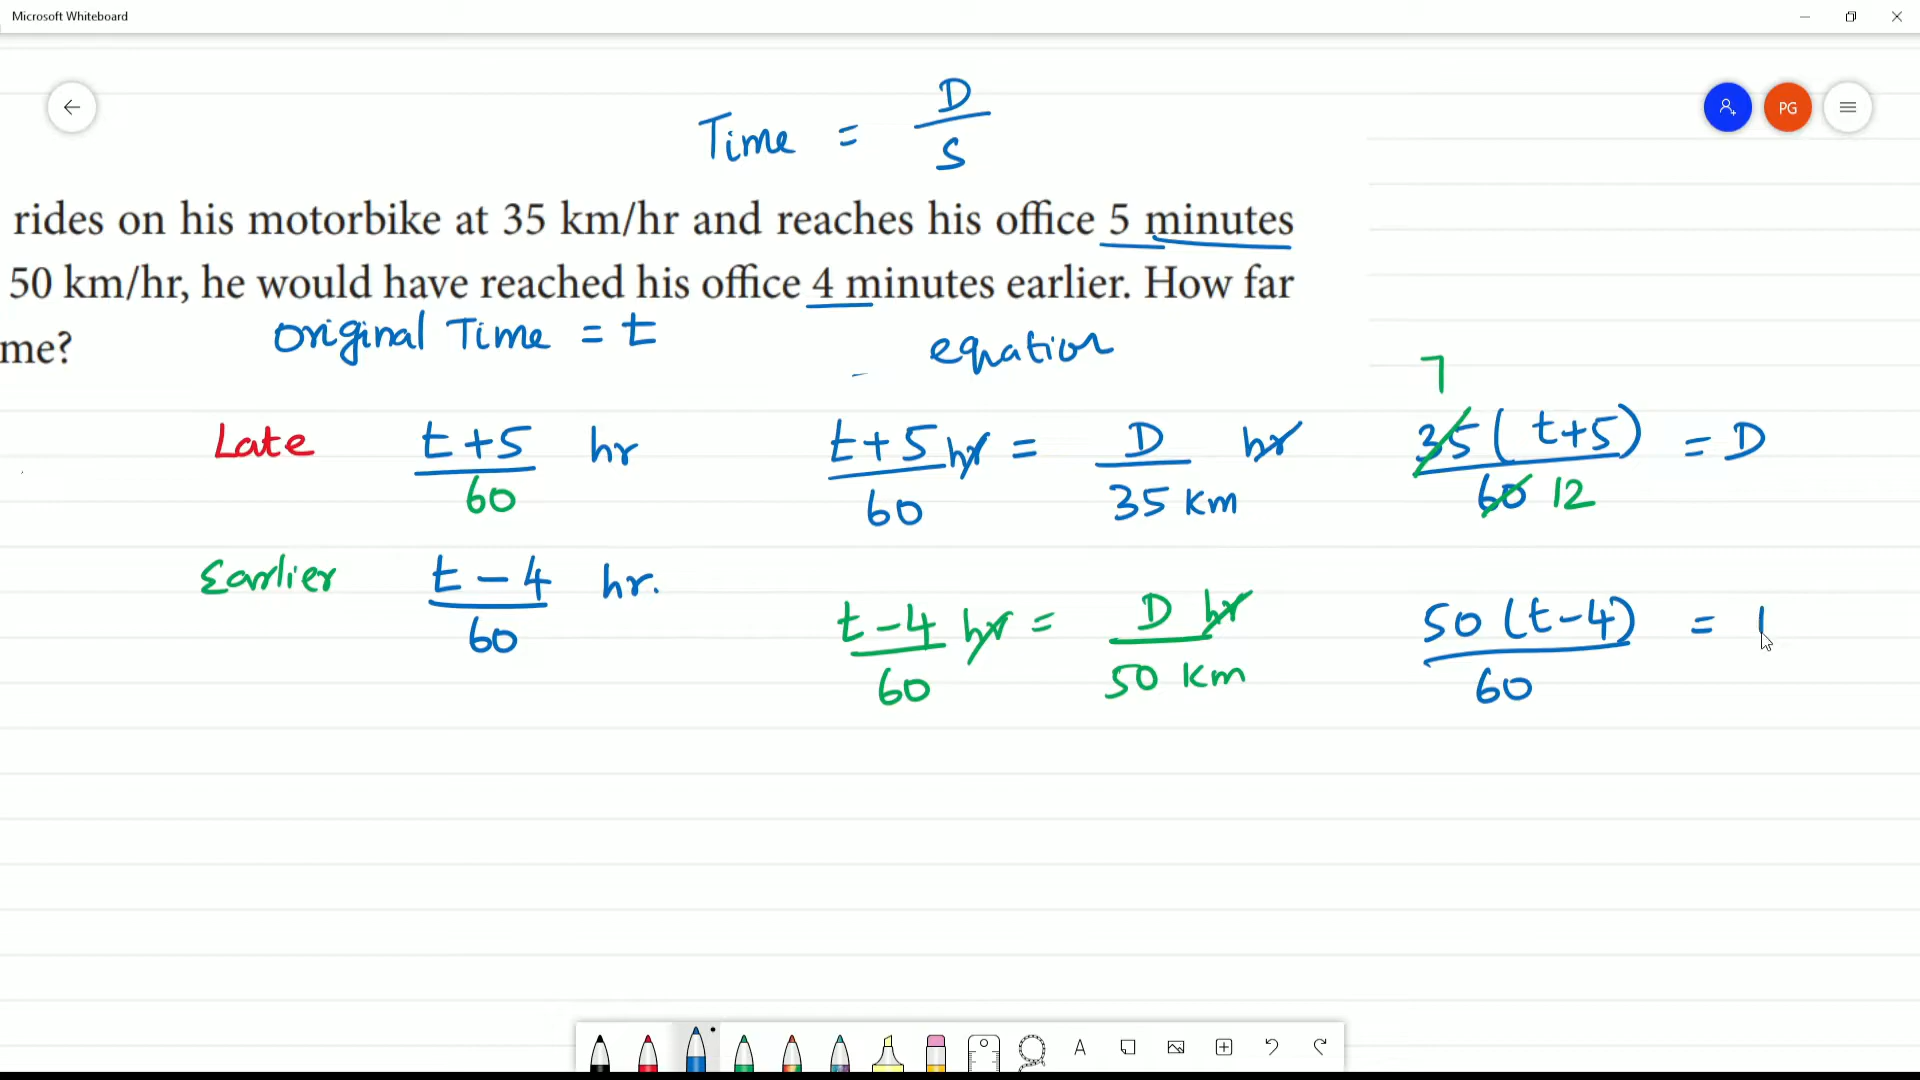 Microsoft Whiteboard
Time = D/S
PG
rides on his motorbike at 35 km/hr and reaches his office 5 minutes
50 km/hr, he would have reached his office 4 minutes earlier. How far
me?
original Time = t
equation
Late t+5/60 hr
t+5/60 hr = D/35 Km hr
7 35(t+5)/60 12 = D
Earlier t-4/60 hr.
t-4/60 hr = D hr/50 Km
50(t-4)/60 =
A